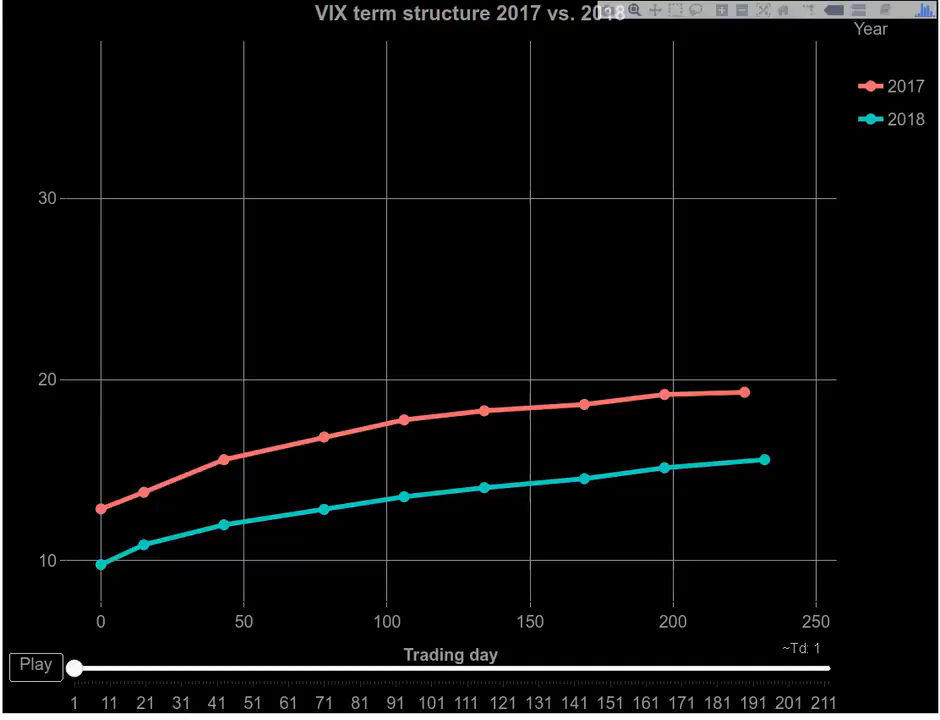 VIX term structure 2017 vs. 2018
Year
2017
2018
30
20
10
0 50 100 150 200 250
~Td: 1
Trading day
Play
1 11 21 31 41 51 61 71 81 91 101 111 121 131 141 151 161 171 181 191 201 211